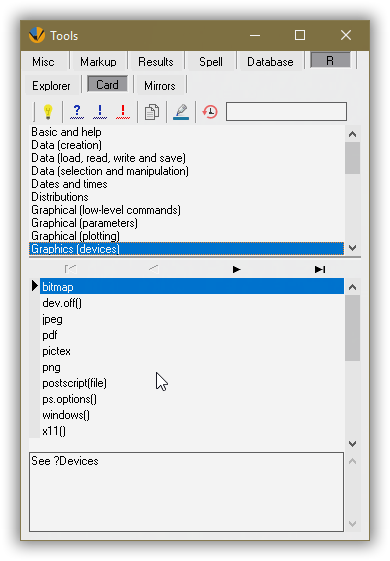 Tools
Misc Markup Results Spell Database R
Explorer Card Mirrors
? ! !
Basic and help
Data (creation)
Data (load, read, write and save)
Data (selection and manipulation)
Dates and times
Distributions
Graphical (low-level commands)
Graphical (parameters)
Graphical (plotting)
Graphics (devices)
bitmap
dev.off()
jpeg
pdf
pictex
png
postscript(file)
ps.options()
windows()
x11()
See ?Devices